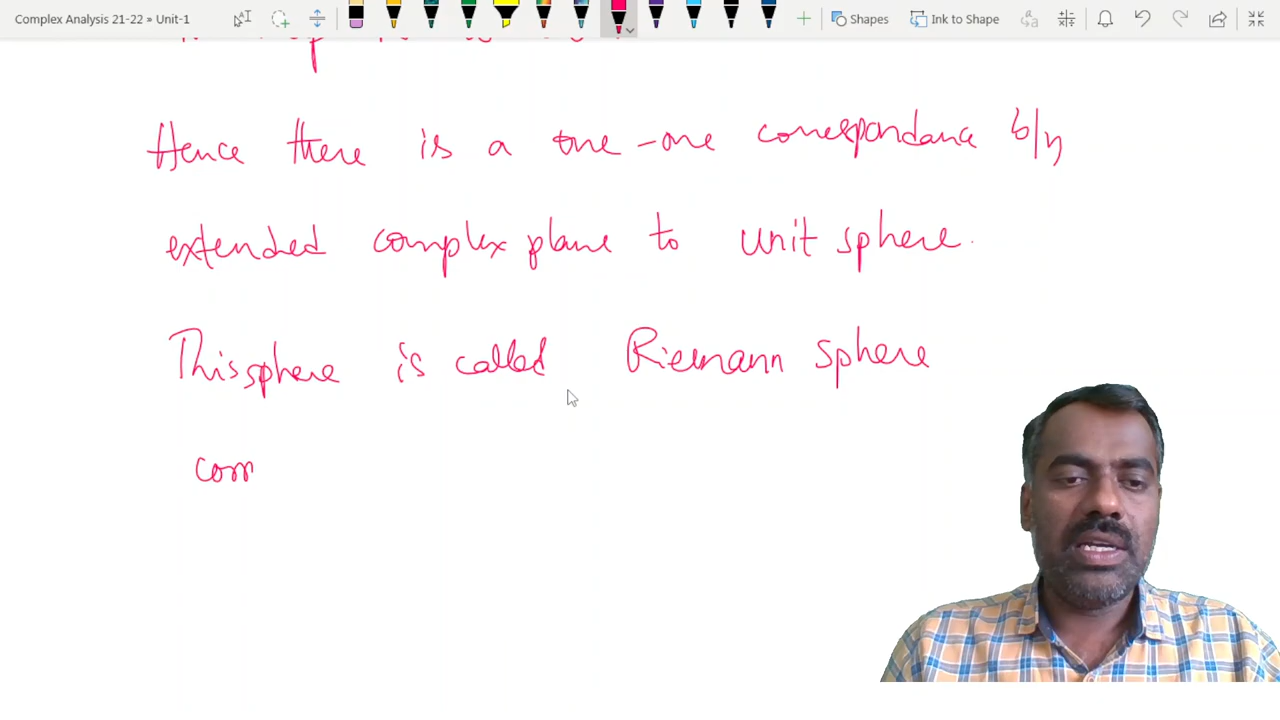 Complex Analysis 21-22 » Unit-1
Shapes
Ink to Shape
Hence there is a one-one correspondance b/n
extended complex plane to unit sphere.
This sphere is called Riemann sphere
corr